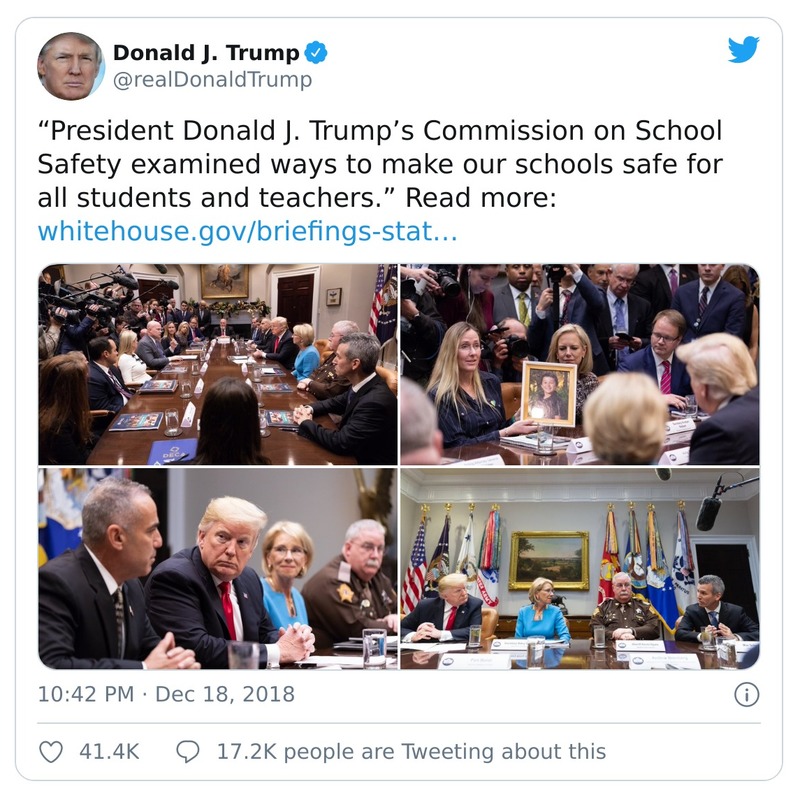 Donald J. Trump
@realDonaldTrump
“President Donald J. Trump’s Commission on School
Safety examined ways to make our schools safe for
all students and teachers.” Read more:
whitehouse.gov/briefings-stat…
10:42 PM · Dec 18, 2018
41.4K
17.2K people are Tweeting about this